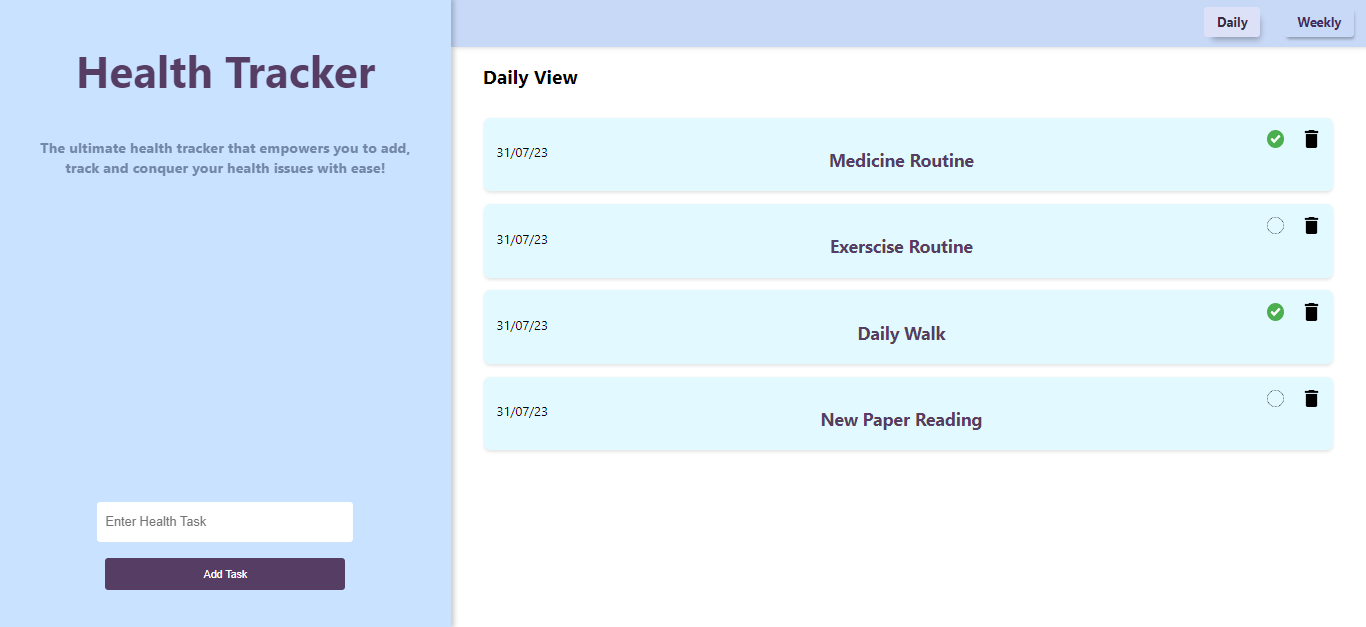 Health Tracker
The ultimate health tracker that empowers you to add,
track and conquer your health issues with ease!
Enter Health Task
Add Task
Daily
Weekly
Daily View
31/07/23
Medicine Routine
31/07/23
Exerscise Routine
31/07/23
Daily Walk
31/07/23
New Paper Reading